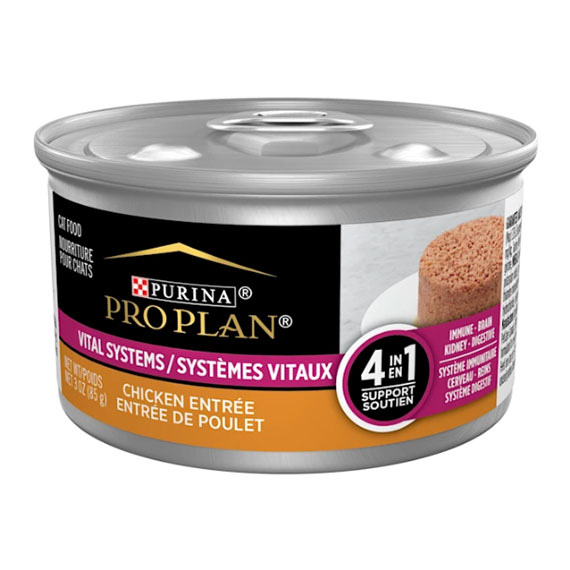 CAT FOOD
NOURRITURE
POUR CHATS
PURINA®
PRO PLAN®
VITAL SYSTEMS / SYSTÈMES VITAUX
NET WT/POIDS
NET 3 OZ (85 g)
CHICKEN ENTRÉE
ENTRÉE DE POULET
4 IN EN 1
SUPPORT
SOUTIEN
IMMUNE • BRAIN
KIDNEY • DIGESTIVE
SYSTÈME IMMUNITAIRE
CERVEAU • REINS
SYSTÈME DIGESTIF